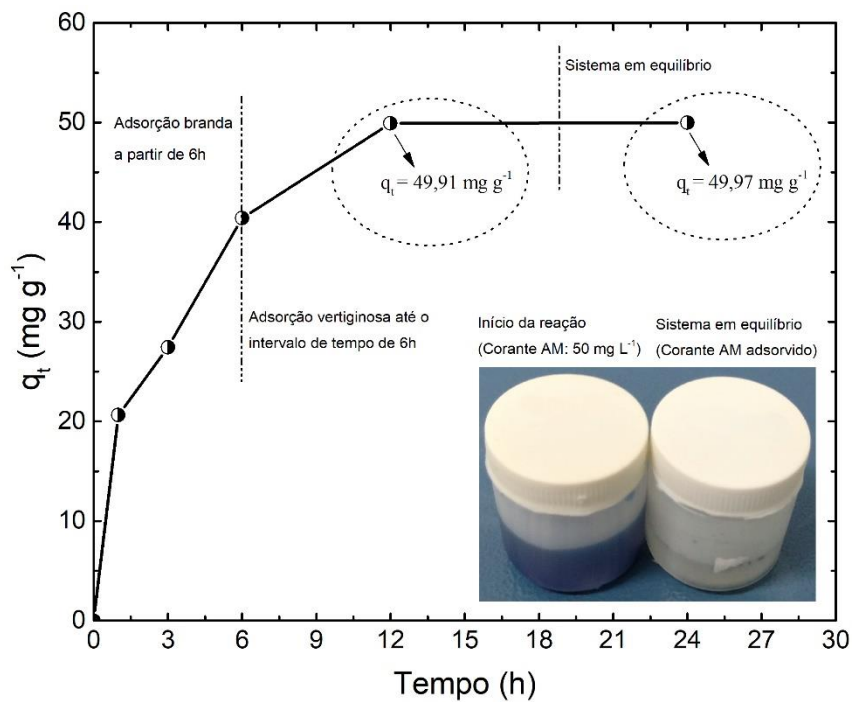 60
50
40
30
20
10
0
q_t (mg g⁻¹)
Adsorção branda
a partir de 6h
Sistema em equilíbrio
q_t = 49,91 mg g⁻¹
q_t = 49,97 mg g⁻¹
Adsorção vertiginosa até o
intervalo de tempo de 6h
Início da reação
(Corante AM: 50 mg L⁻¹)
Sistema em equilíbrio
(Corante AM adsorvido)
0 3 6 9 12 15 18 21 24 27 30
Tempo (h)